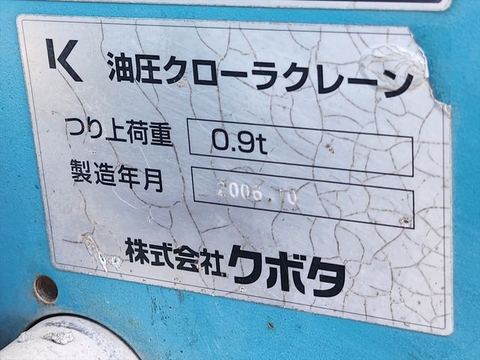 K 油圧クローラクレーン
つり上荷重 0.9t
製造年月 2006.10
株式会社クボタ